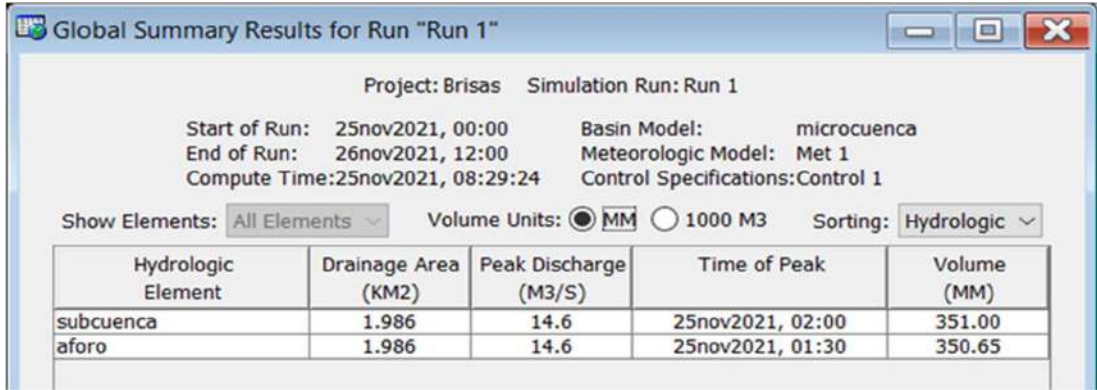 Global Summary Results for Run "Run 1"
Project: Brisas Simulation Run: Run 1
Start of Run: 25nov2021, 00:00 Basin Model: microcuenca
End of Run: 26nov2021, 12:00 Meteorologic Model: Met 1
Compute Time:25nov2021, 08:29:24 Control Specifications:Control 1
Show Elements: All Elements Volume Units: MM 1000 M3 Sorting: Hydrologic
Hydrologic Drainage Area Peak Discharge Time of Peak Volume
Element (KM2) (M3/S) (MM)
subcuenca 1.986 14.6 25nov2021, 02:00 351.00
aforo 1.986 14.6 25nov2021, 01:30 350.65